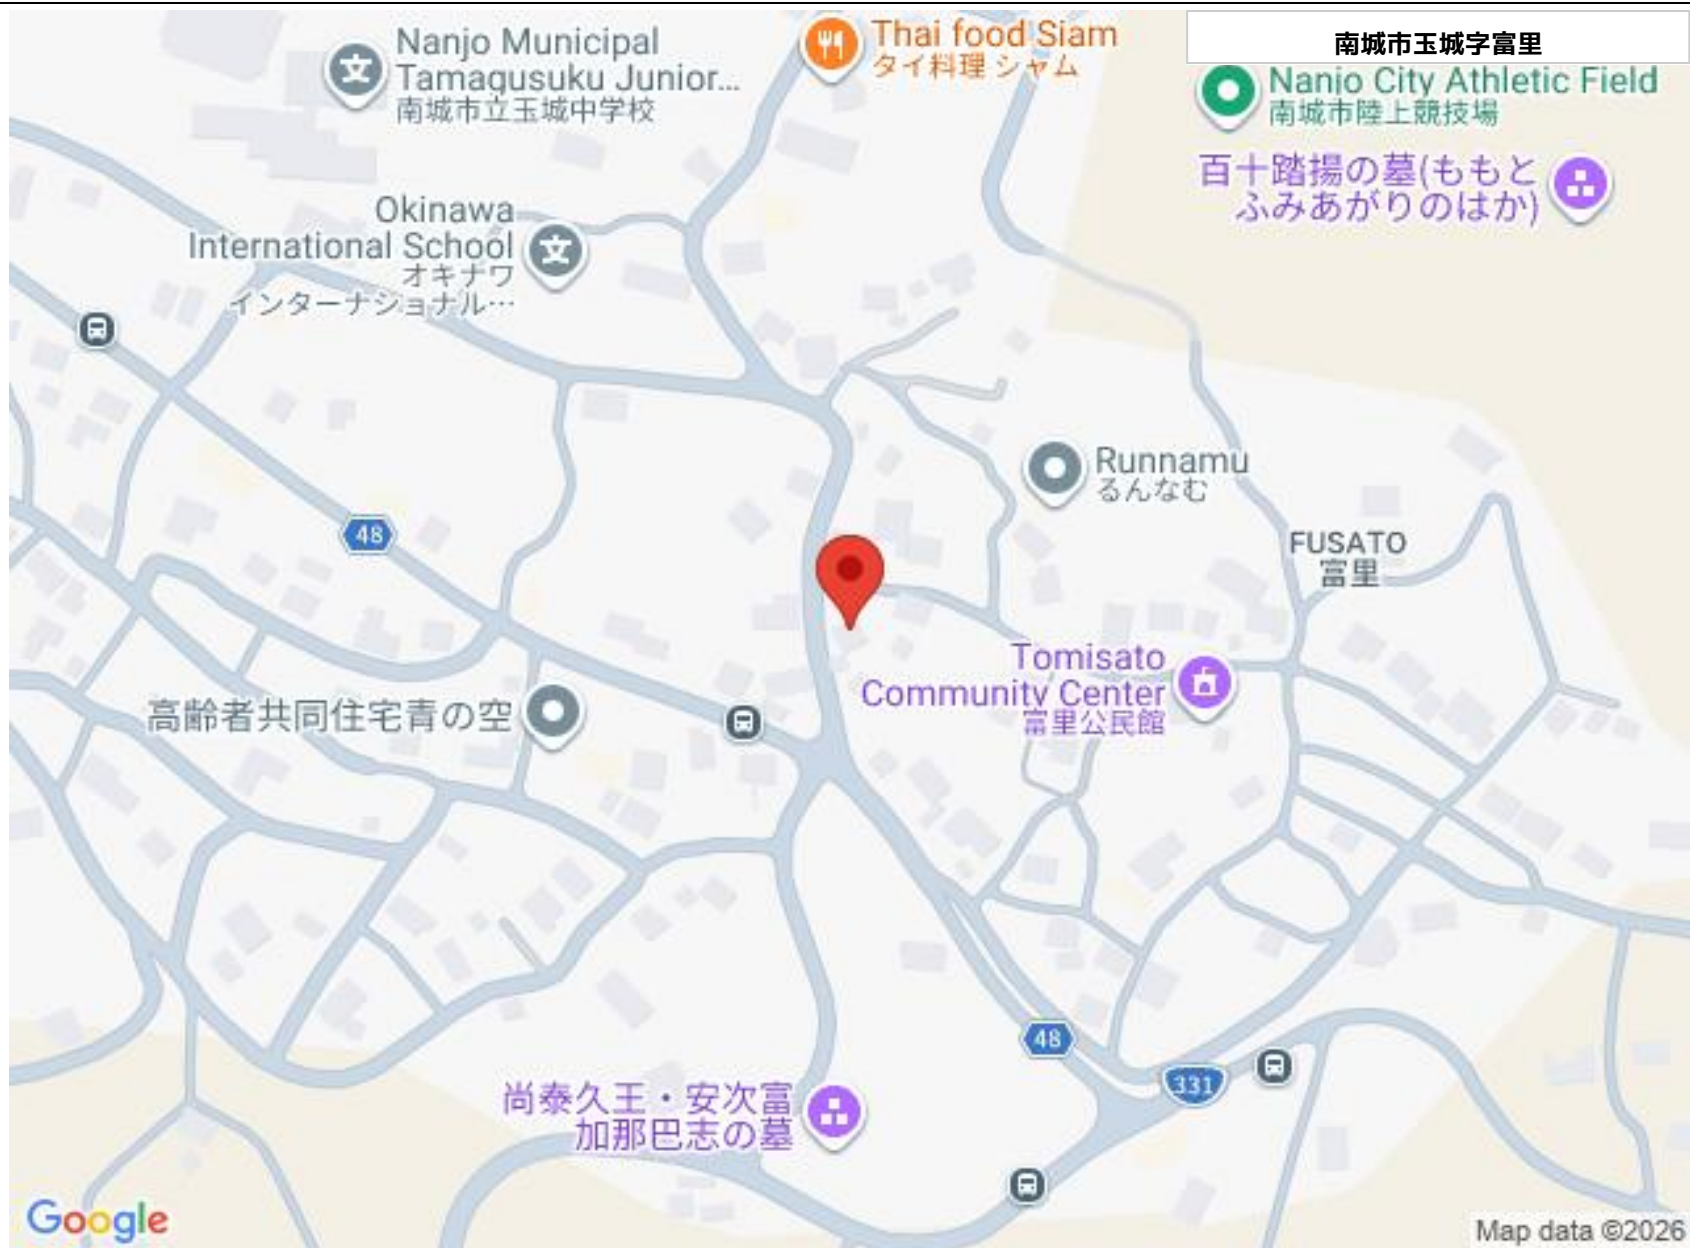 南城市玉城字富里
Nanjo Municipal
Tamagusuku Junior...
南城市立玉城中学校
Thai food Siam
タイ料理 シャム
Nanjo City Athletic Field
南城市陸上競技場
百十踏揚の墓(ももと
ふみあがりのはか)
Okinawa
International School
オキナワ
インターナショナル…
Runnamu
るんなむ
48
FUSATO
富里
Tomisato
Community Center
富里公民館
高齢者共同住宅青の空
48
331
尚泰久王・安次富
加那巴志の墓
Google
Map data ©2026